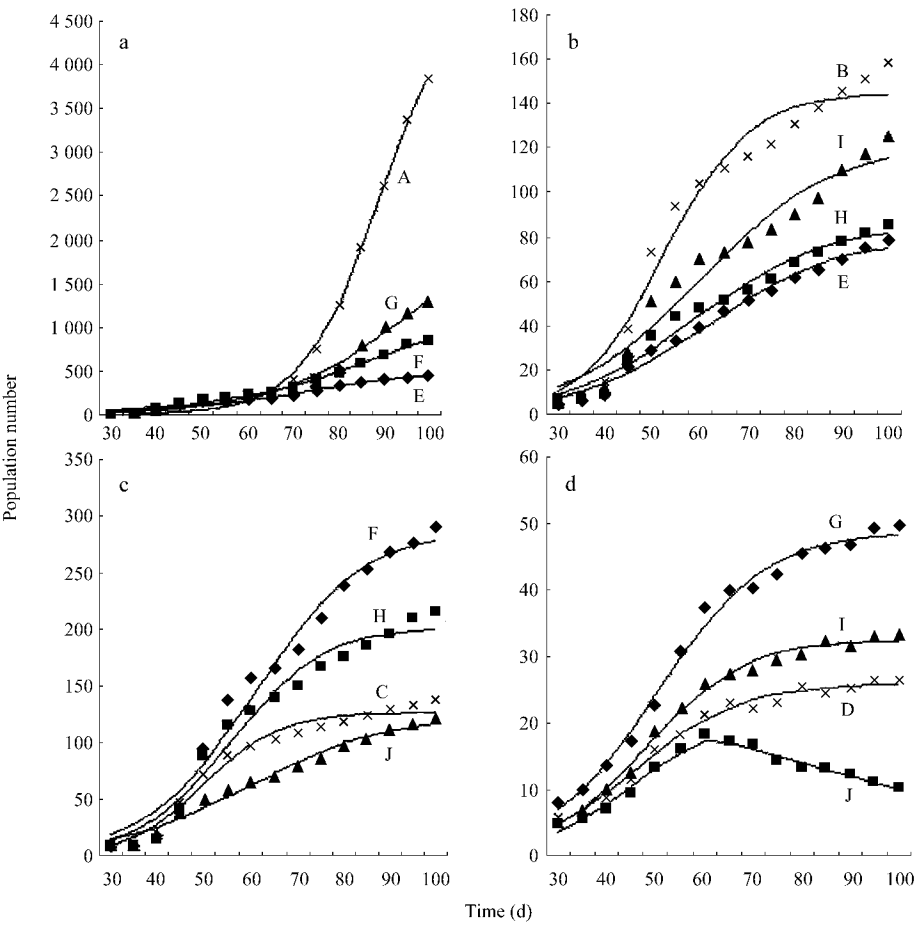 a
4 500
4 000
3 500
3 000
2 500
2 000
1 500
1 000
500
0
A
G
F
E
30 40 50 60 70 80 90 100
b
180
160
140
120
100
80
60
40
20
0
B
I
H
E
30 40 50 60 70 80 90 100
Population number
c
350
300
250
200
150
100
50
0
F
H
C
J
30 40 50 60 70 80 90 100
d
60
50
40
30
20
10
0
G
I
D
J
30 40 50 60 70 80 90 100
Time (d)